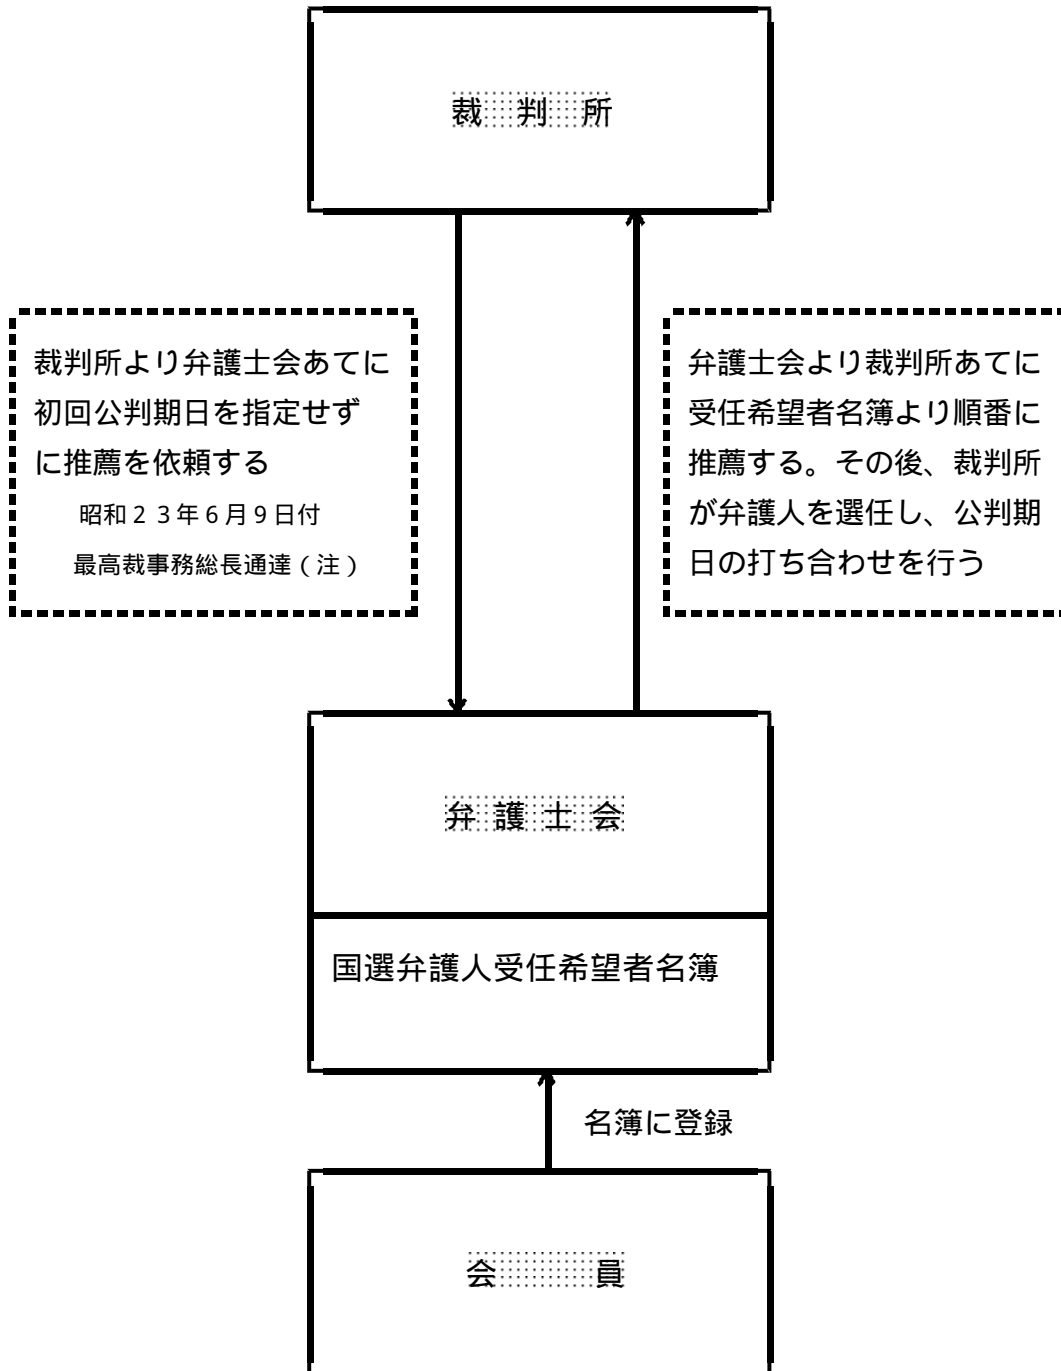 裁 判 所
裁判所より弁護士会あてに
初回公判期日を指定せず
に推薦を依頼する
昭和２３年６月９日付
最高裁事務総長通達（注）
弁護士会より裁判所あてに
受任希望者名簿より順番に
推薦する。その後、裁判所
が弁護人を選任し、公判期
日の打ち合わせを行う
弁 護 士 会
国選弁護人受任希望者名簿
名簿に登録
会 員